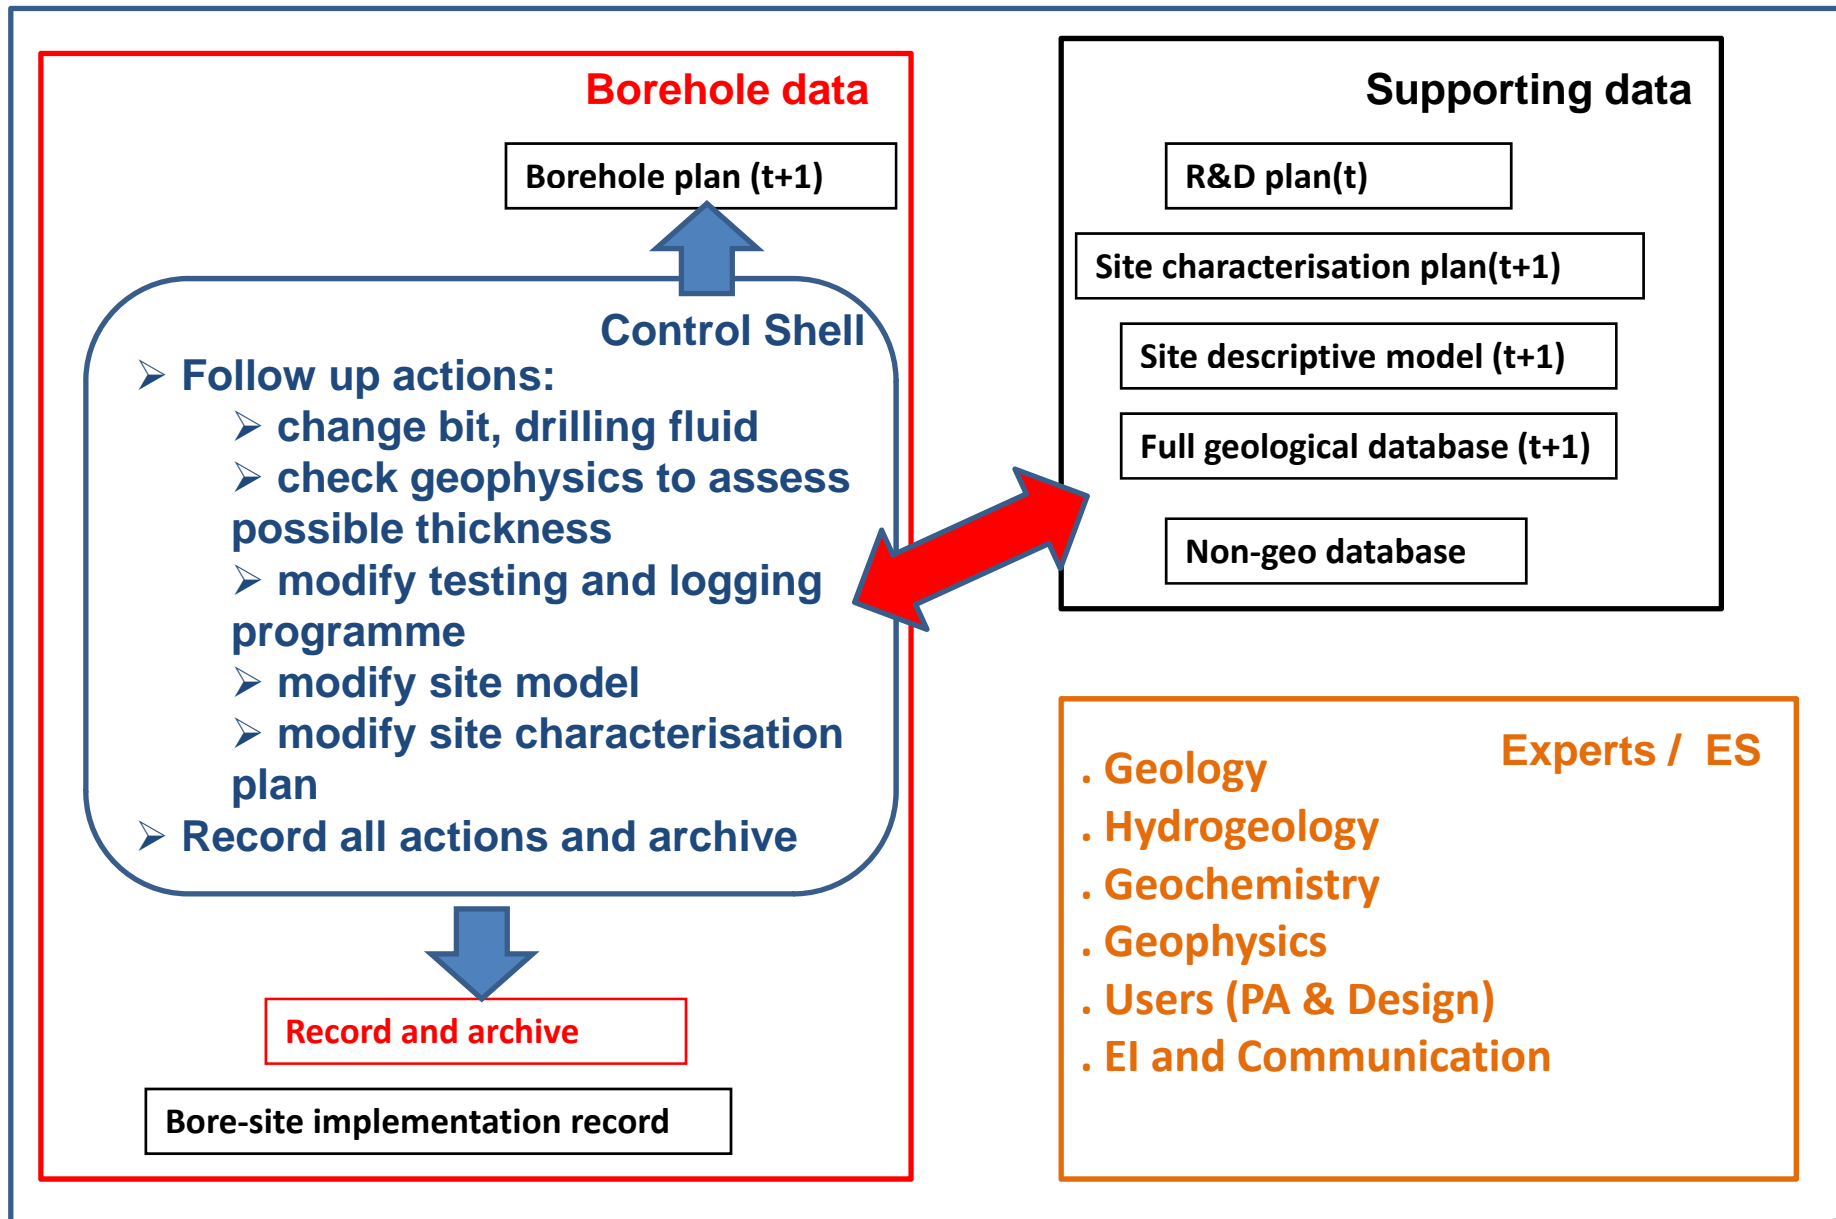 Borehole data
Borehole plan (t+1)
Control Shell
➢ Follow up actions:
➢ change bit, drilling fluid
➢ check geophysics to assess
possible thickness
➢ modify testing and logging
programme
➢ modify site model
➢ modify site characterisation
plan
➢ Record all actions and archive
Record and archive
Bore-site implementation record
Supporting data
R&D plan(t)
Site characterisation plan(t+1)
Site descriptive model (t+1)
Full geological database (t+1)
Non-geo database
Experts / ES
. Geology
. Hydrogeology
. Geochemistry
. Geophysics
. Users (PA & Design)
. EI and Communication